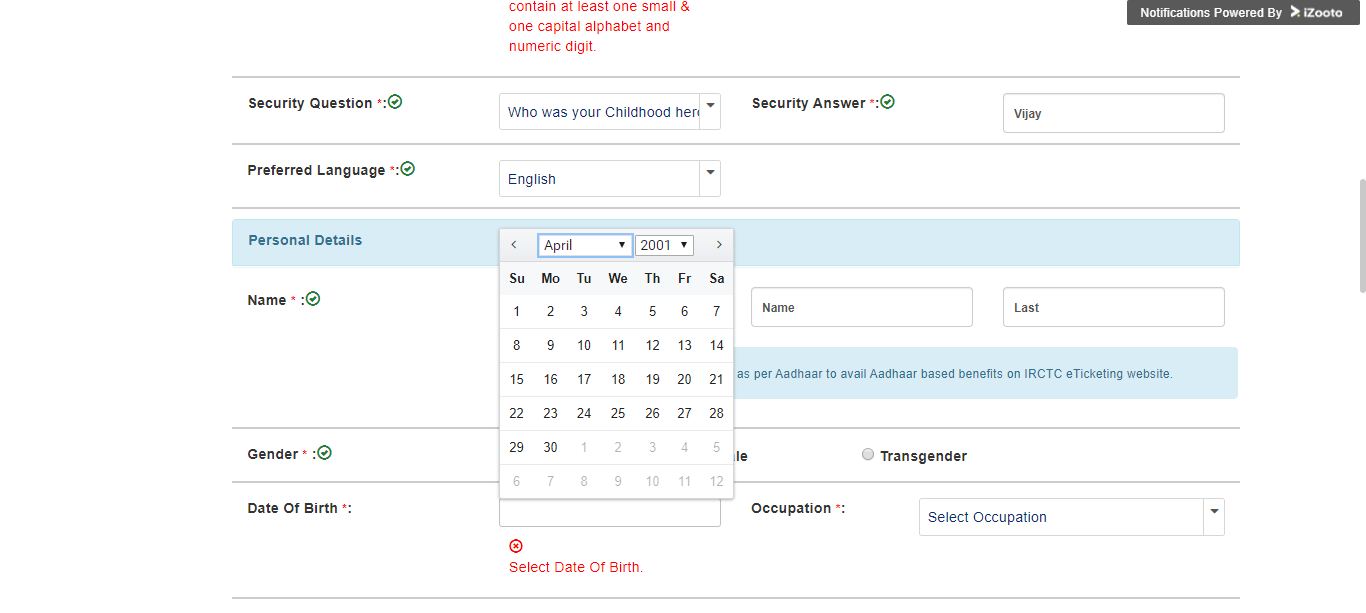 contain at least one small &
one capital alphabet and
numeric digit.
Notifications Powered By iZooto
Security Question *:
Who was your Childhood her
Security Answer *:
Vijay
Preferred Language *:
English
Personal Details
April 2001
Su Mo Tu We Th Fr Sa
1 2 3 4 5 6 7
8 9 10 11 12 13 14
15 16 17 18 19 20 21
22 23 24 25 26 27 28
29 30 1 2 3 4 5
6 7 8 9 10 11 12
Name * :
Name
Last
as per Aadhaar to avail Aadhaar based benefits on IRCTC eTicketing website.
Gender * :
le
Transgender
Date Of Birth *:
Occupation *:
Select Occupation
Select Date Of Birth.